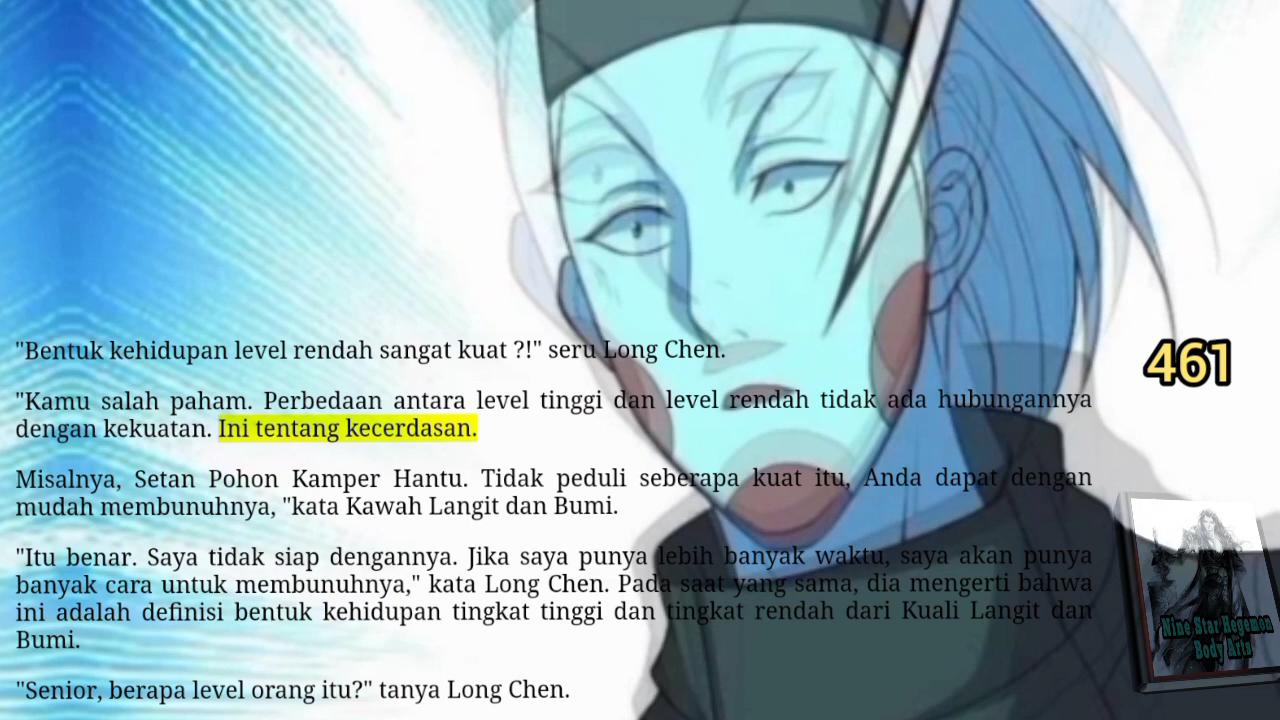 "Bentuk kehidupan level rendah sangat kuat ?!" seru Long Chen.
"Kamu salah paham. Perbedaan antara level tinggi dan level rendah tidak ada hubungannya
dengan kekuatan. Ini tentang kecerdasan.
Misalnya, Setan Pohon Kamper Hantu. Tidak peduli seberapa kuat itu, Anda dapat dengan
mudah membunuhnya, "kata Kawah Langit dan Bumi.
"Itu benar. Saya tidak siap dengannya. Jika saya punya lebih banyak waktu, saya akan punya
banyak cara untuk membunuhnya," kata Long Chen. Pada saat yang sama, dia mengerti bahwa
ini adalah definisi bentuk kehidupan tingkat tinggi dan tingkat rendah dari Kuali Langit dan
Bumi.
"Senior, berapa level orang itu?" tanya Long Chen.
461
Nine Star Hegemon
Body Arts